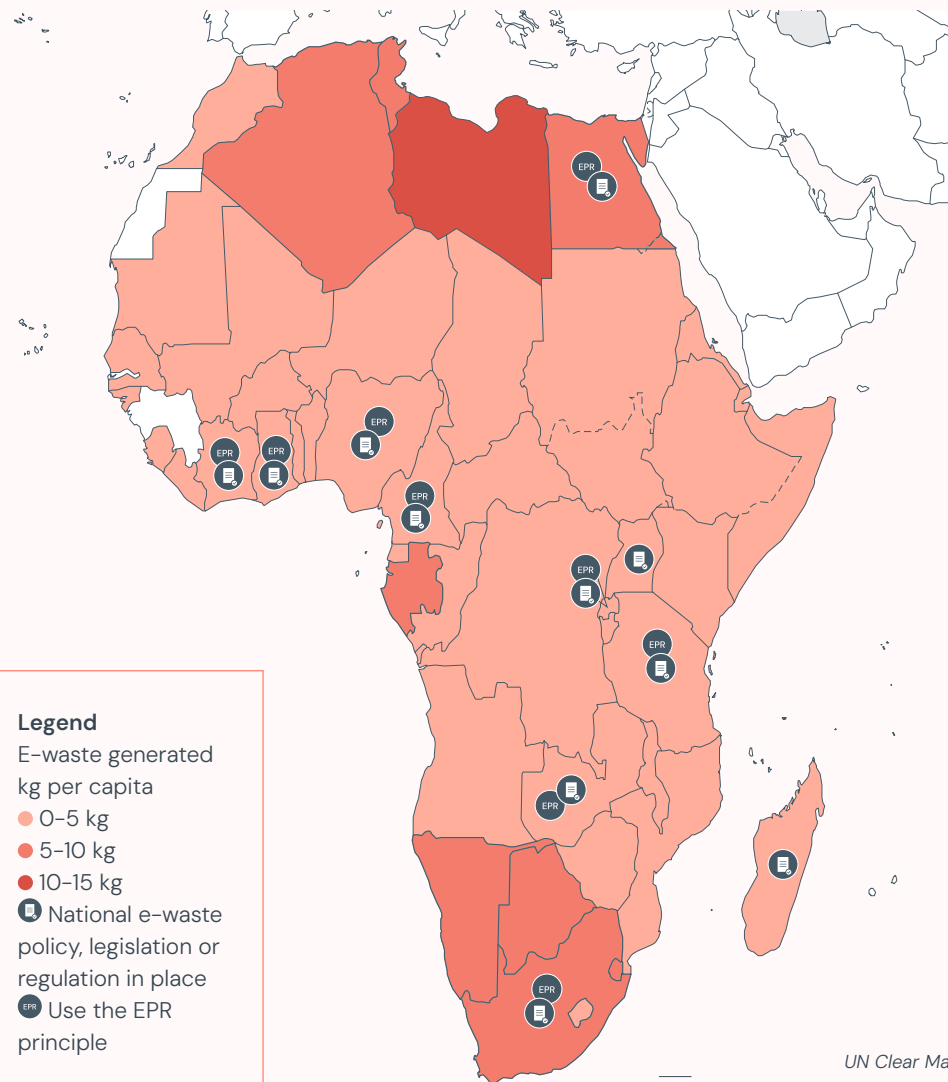 EPR
EPR
EPR
EPR
EPR
EPR
EPR
EPR
EPR
Legend
E-waste generated
kg per capita
0-5 kg
5-10 kg
10-15 kg
National e-waste
policy, legislation or
regulation in place
EPR Use the EPR
principle
UN Clear Ma